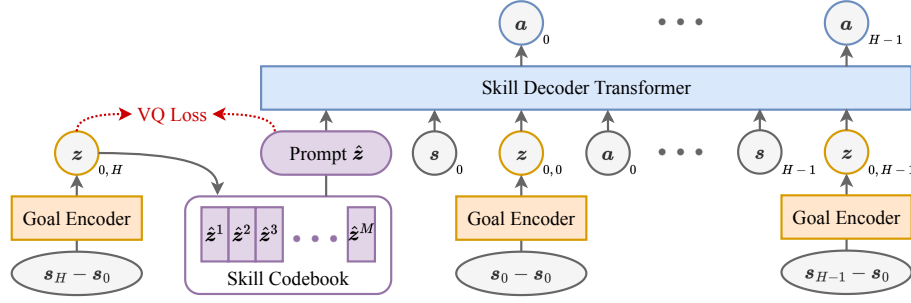 a 0 a H−1
Skill Decoder Transformer
VQ Loss
z 0,H Prompt ẑ s 0 z 0,0 a 0 s H−1 z 0,H−1
Goal Encoder ẑ¹ ẑ² ẑ³ ẑᴹ Goal Encoder Goal Encoder
Skill Codebook
s_H − s_0 s_0 − s_0 s_{H−1} − s_0